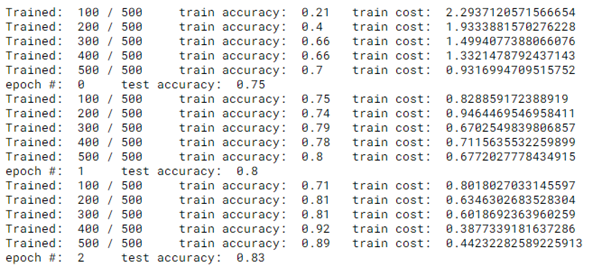 Trained:  100 / 500     train accuracy:  0.21   train cost:  2.2937120571566654
Trained:  200 / 500     train accuracy:  0.4    train cost:  1.9333881570276228
Trained:  300 / 500     train accuracy:  0.66   train cost:  1.4994077388066076
Trained:  400 / 500     train accuracy:  0.66   train cost:  1.3321478792437143
Trained:  500 / 500     train accuracy:  0.7    train cost:  0.9316994709515752
epoch #:  0     test accuracy:  0.75
Trained:  100 / 500     train accuracy:  0.75   train cost:  0.828859172388919
Trained:  200 / 500     train accuracy:  0.74   train cost:  0.9464469546958411
Trained:  300 / 500     train accuracy:  0.79   train cost:  0.6702549839806857
Trained:  400 / 500     train accuracy:  0.78   train cost:  0.7115635532259899
Trained:  500 / 500     train accuracy:  0.8    train cost:  0.6772027778434915
epoch #:  1     test accuracy:  0.8
Trained:  100 / 500     train accuracy:  0.71   train cost:  0.8018027033145597
Trained:  200 / 500     train accuracy:  0.81   train cost:  0.6346302683528304
Trained:  300 / 500     train accuracy:  0.81   train cost:  0.6018692363960259
Trained:  400 / 500     train accuracy:  0.92   train cost:  0.3877339181637286
Trained:  500 / 500     train accuracy:  0.89   train cost:  0.44232282589225913
epoch #:  2     test accuracy:  0.83